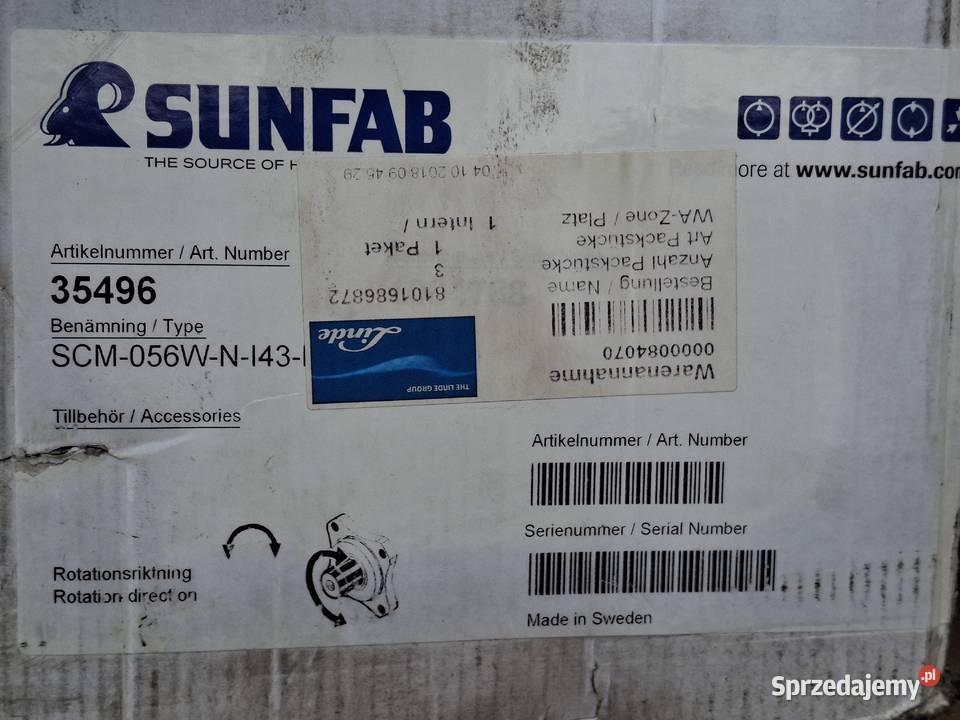 SUNFAB
THE SOURCE OF
ore at www.sunfab.com
Artikelnummer / Art. Number
35496
Benämning / Type
SCM-056W-N-I43-
Tillbehör / Accessories
Warenannahme
0000084070
Bestellung / Name 8101686872
Anzahl Packstücke 3
Art Packstücke 1 Paket
WA-Zone / Platz 1 Intern /
04 10 2018 09 45 29
Linde
THE LINDE GROUP
Artikelnummer / Art. Number
Serienummer / Serial Number
Made in Sweden
Rotationsriktning
Rotation direction
Sprzedajemy.pl